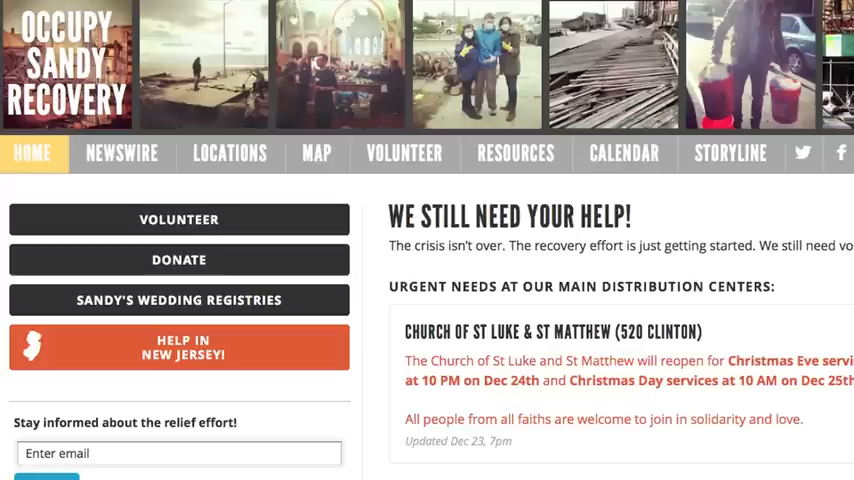 OCCUPY
SANDY
RECOVERY
HOME
NEWSWIRE
LOCATIONS
MAP
VOLUNTEER
RESOURCES
CALENDAR
STORYLINE
VOLUNTEER
DONATE
SANDY'S WEDDING REGISTRIES
HELP IN
NEW JERSEY!
Stay informed about the relief effort!
Enter email
WE STILL NEED YOUR HELP!
The crisis isn't over. The recovery effort is just getting started. We still need vo
URGENT NEEDS AT OUR MAIN DISTRIBUTION CENTERS:
CHURCH OF ST LUKE & ST MATTHEW (520 CLINTON)
The Church of St Luke and St Matthew will reopen for Christmas Eve servi
at 10 PM on Dec 24th and Christmas Day services at 10 AM on Dec 25th
All people from all faiths are welcome to join in solidarity and love.
Updated Dec 23, 7pm